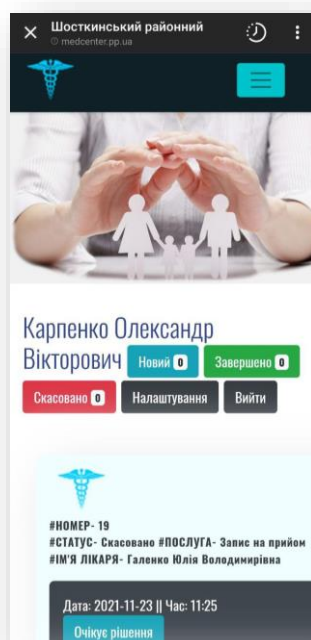 Шосткинський районний
medcenter.pp.ua
Карпенко Олександр
Вікторович Новий 0 Завершено 0
Скасовано 0 Налаштування Вийти
#НОМЕР- 19
#СТАТУС- Скасовано #ПОСЛУГА- Запис на прийом
#ІМ'Я ЛІКАРЯ- Галенко Юлія Володимирівна
Дата: 2021-11-23 || Час: 11:25
Очікує рішення